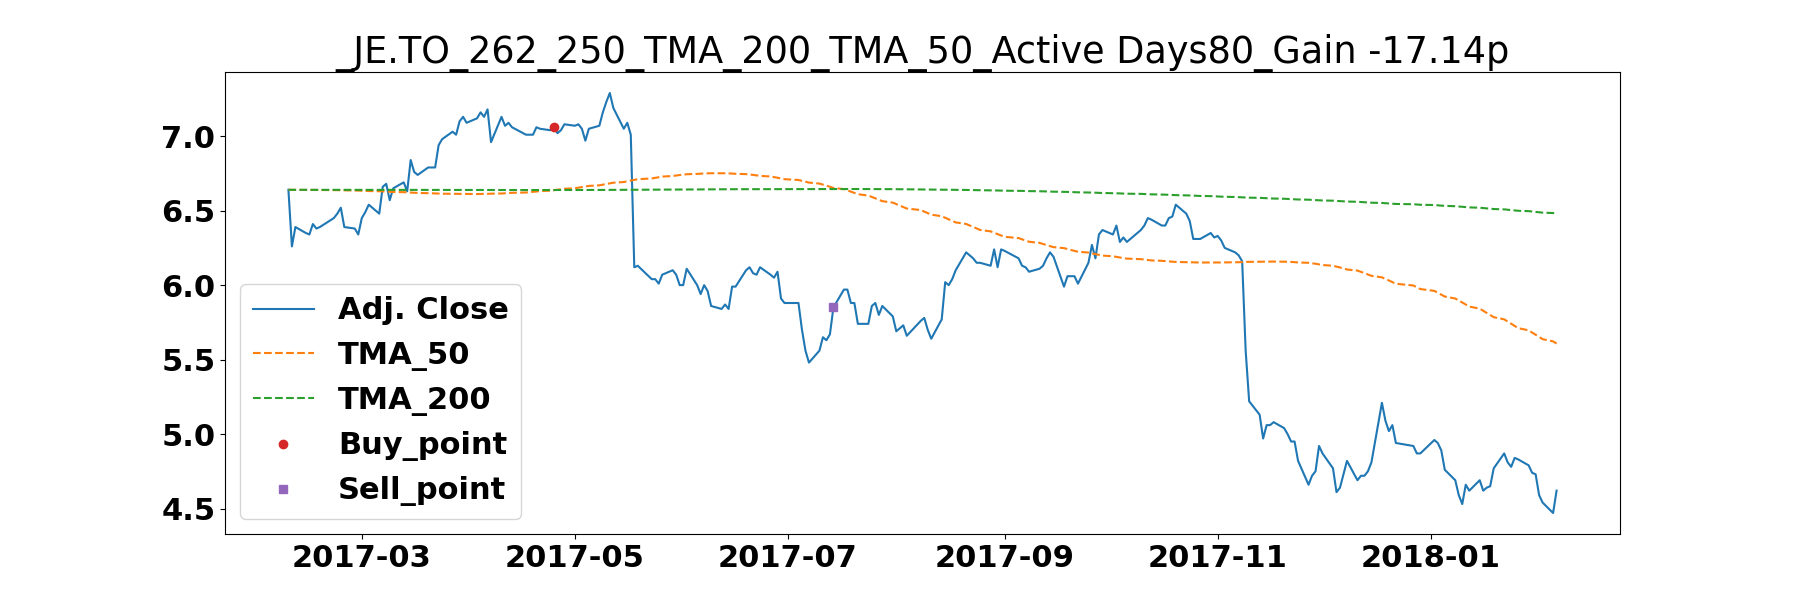 _JE.TO_262_250_TMA_200_TMA_50_Active Days80_Gain -17.14p
7.0
6.5
6.0
5.5
5.0
4.5
Adj. Close
TMA_50
TMA_200
Buy_point
Sell_point
2017-03 2017-05 2017-07 2017-09 2017-11 2018-01